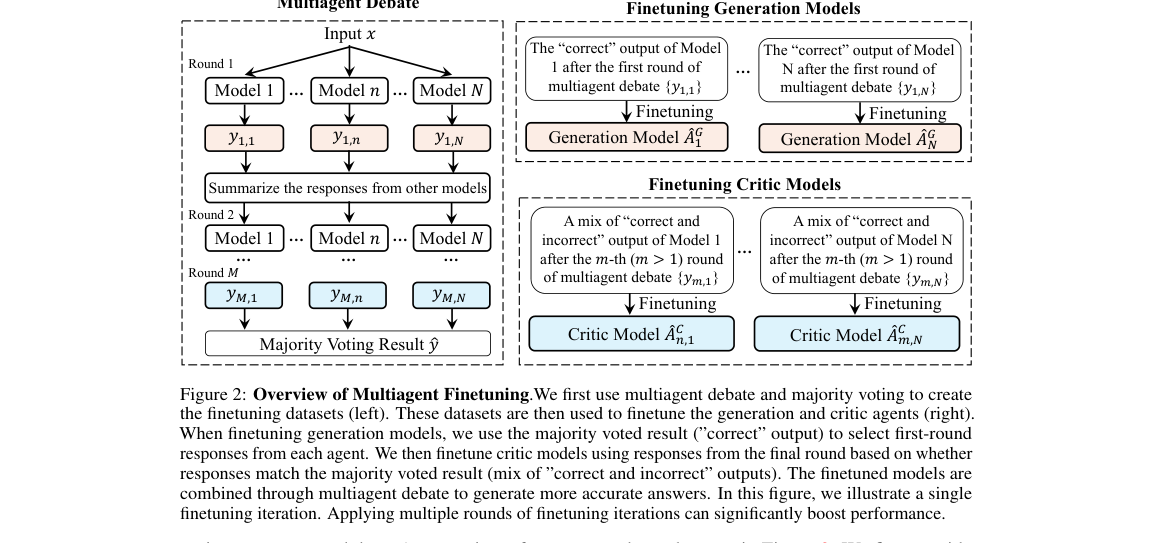 Multiagent Debate
Input x
Round 1
Model 1 ... Model n ... Model N
y1,1 y1,n y1,N
Summarize the responses from other models
Round 2
Model 1 ... Model n ... Model N
... ... ...
Round M
yM,1 yM,n yM,N
Majority Voting Result ŷ
Finetuning Generation Models
The “correct” output of Model
1 after the first round of
multiagent debate {y1,1}
...
The “correct” output of Model
N after the first round of
multiagent debate {y1,N}
Finetuning
Finetuning
Generation Model Â^G_1
Generation Model Â^G_N
Finetuning Critic Models
A mix of ”correct and
incorrect” output of Model 1
after the m-th (m > 1) round
of multiagent debate {ym,1}
...
A mix of ”correct and
incorrect” output of Model N
after the m-th (m > 1) round
of multiagent debate {ym,N}
Finetuning
Finetuning
Critic Model Â^C_n,1
Critic Model Â^C_m,N
Figure 2: Overview of Multiagent Finetuning.We first use multiagent debate and majority voting to create
the finetuning datasets (left). These datasets are then used to finetune the generation and critic agents (right).
When finetuning generation models, we use the majority voted result (”correct” output) to select first-round
responses from each agent. We then finetune critic models using responses from the final round based on whether
responses match the majority voted result (mix of ”correct and incorrect” outputs). The finetuned models are
combined through multiagent debate to generate more accurate answers. In this figure, we illustrate a single
finetuning iteration. Applying multiple rounds of finetuning iterations can significantly boost performance.